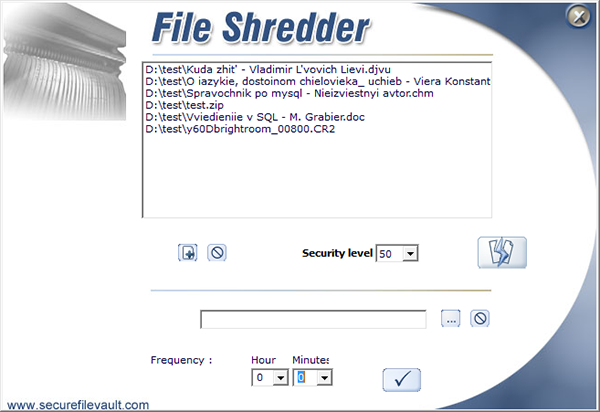 File Shredder
D:\test\Kuda zhit' - Vladimir L'vovich Lievi.djvu
D:\test\O iazykie, dostoinom chielovieka_ uchieb - Viera Konstant
D:\test\Spravochnik po mysql - Nieizviestnyi avtor.chm
D:\test\test.zip
D:\test\Vviedieniie v SQL - M. Grabier.doc
D:\test\y60Dbrightroom_00800.CR2
Security level 50
...
Frequency : Hour Minutes
0 0
www.securefilevault.com